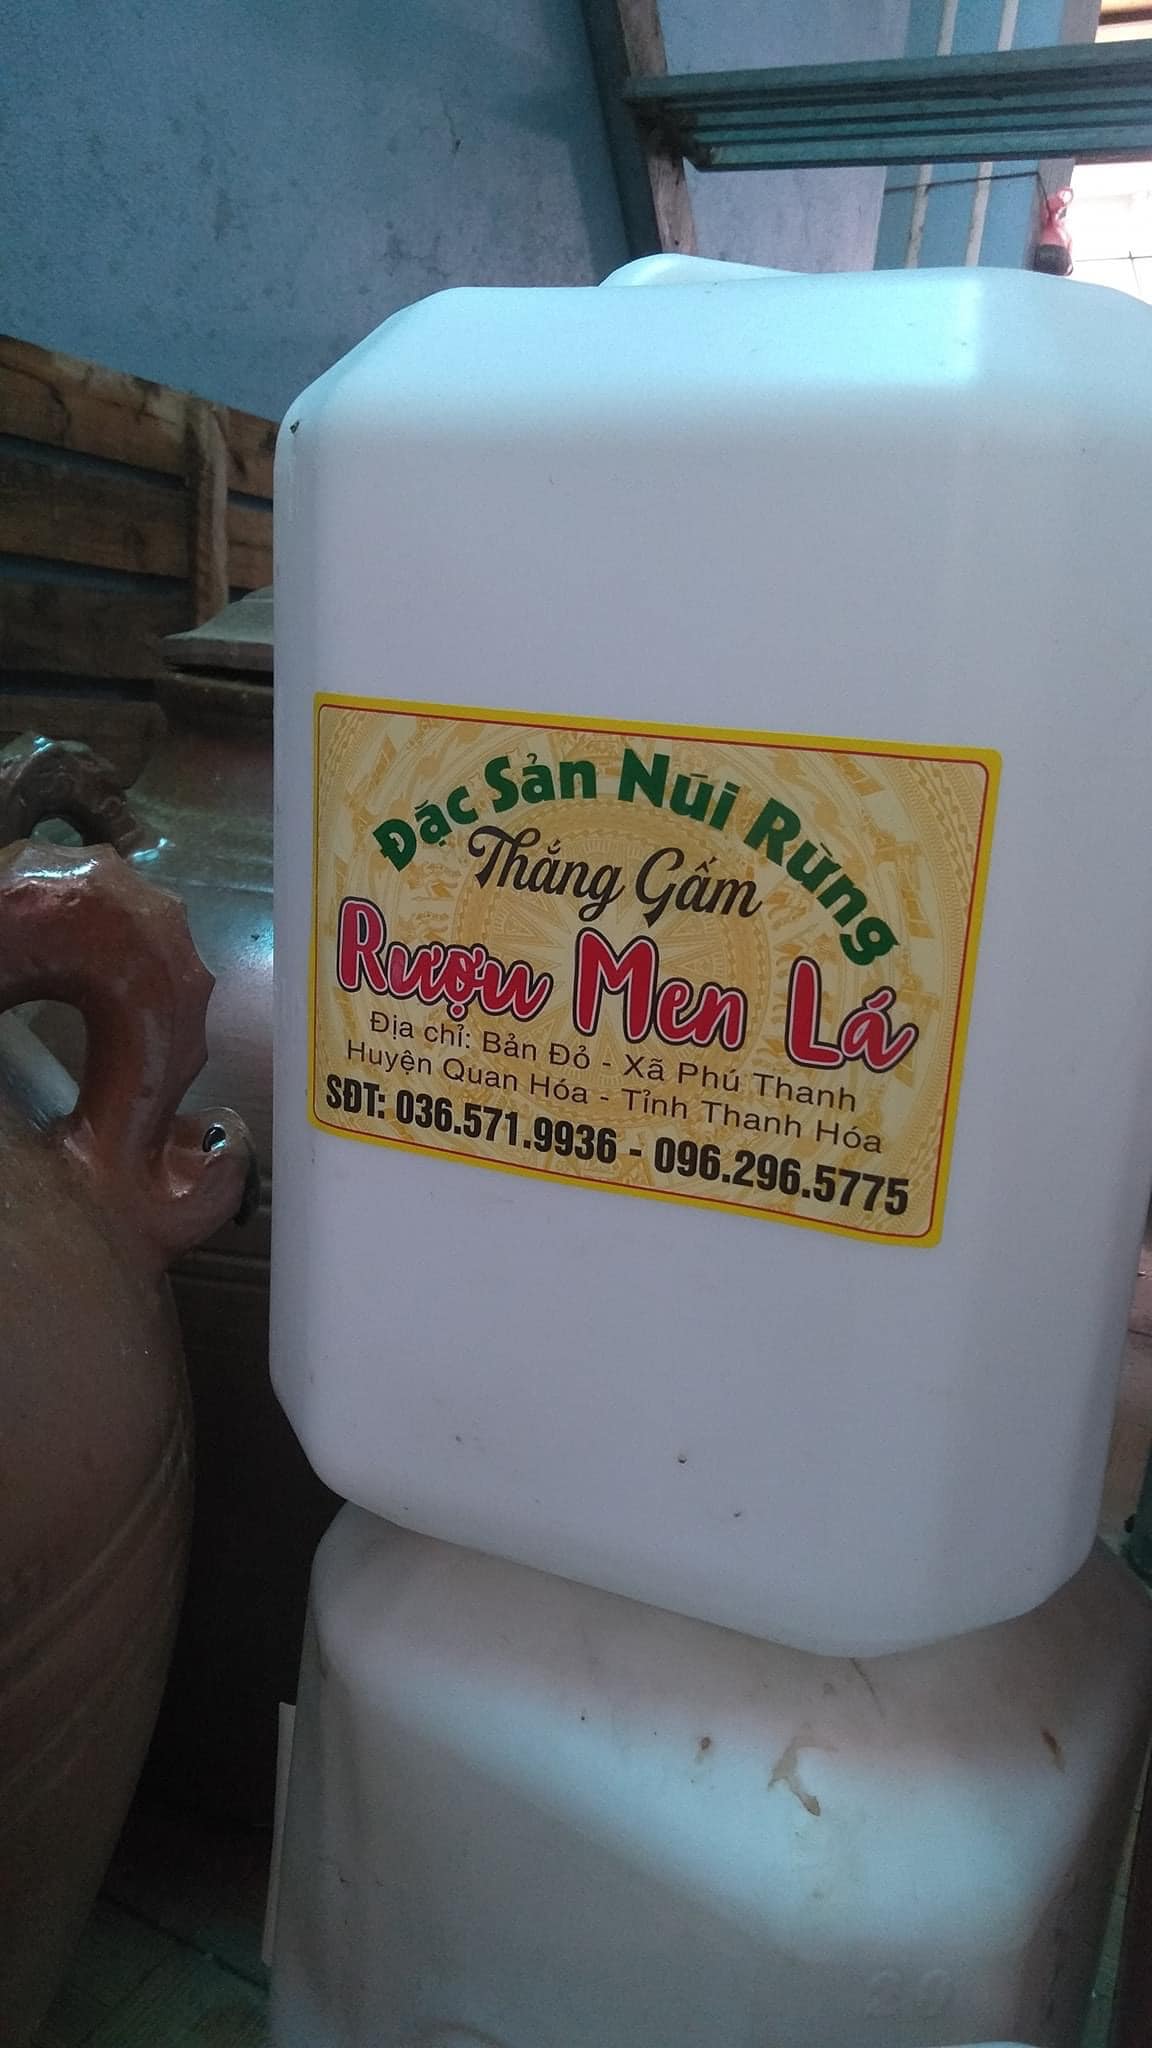 Đặc Sản Núi Rừng
Thắng Gấm
Rượu Men Lá
Địa chỉ: Bản Đỏ - Xã Phú Thanh
Huyện Quan Hóa - Tỉnh Thanh Hóa
SĐT: 036.571.9936 - 096.296.5775
20